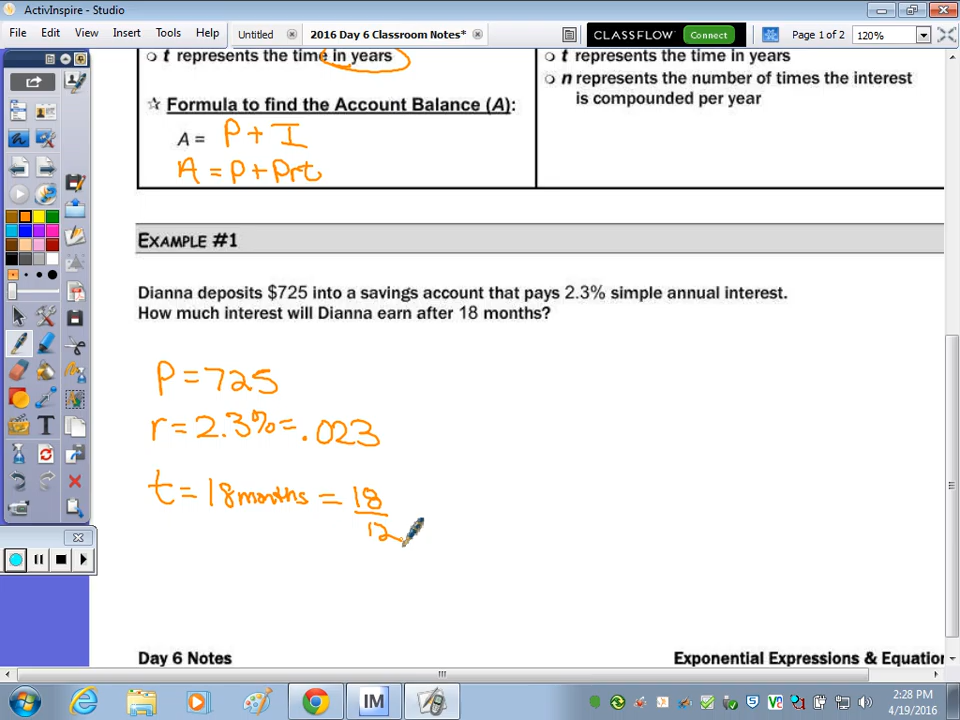 ActivInspire - Studio
File Edit View Insert Tools Help Untitled 2016 Day 6 Classroom Notes* CLASSFLOW Connect Page 1 of 2 120%
t represents the time in years
Formula to find the Account Balance (A):
A = P + I
A = P + Prt
t represents the time in years
n represents the number of times the interest
is compounded per year
EXAMPLE #1
Dianna deposits $725 into a savings account that pays 2.3% simple annual interest.
How much interest will Dianna earn after 18 months?
P = 725
r = 2.3% = .023
t = 18 months = 18
12
Day 6 Notes
Exponential Expressions & Equation
IM
2:28 PM
4/19/2016